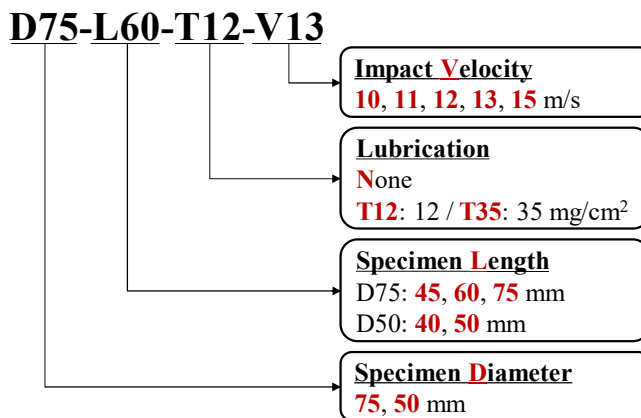 D75-L60-T12-V13
Impact Velocity
10, 11, 12, 13, 15 m/s
Lubrication
None
T12: 12 / T35: 35 mg/cm²
Specimen Length
D75: 45, 60, 75 mm
D50: 40, 50 mm
Specimen Diameter
75, 50 mm